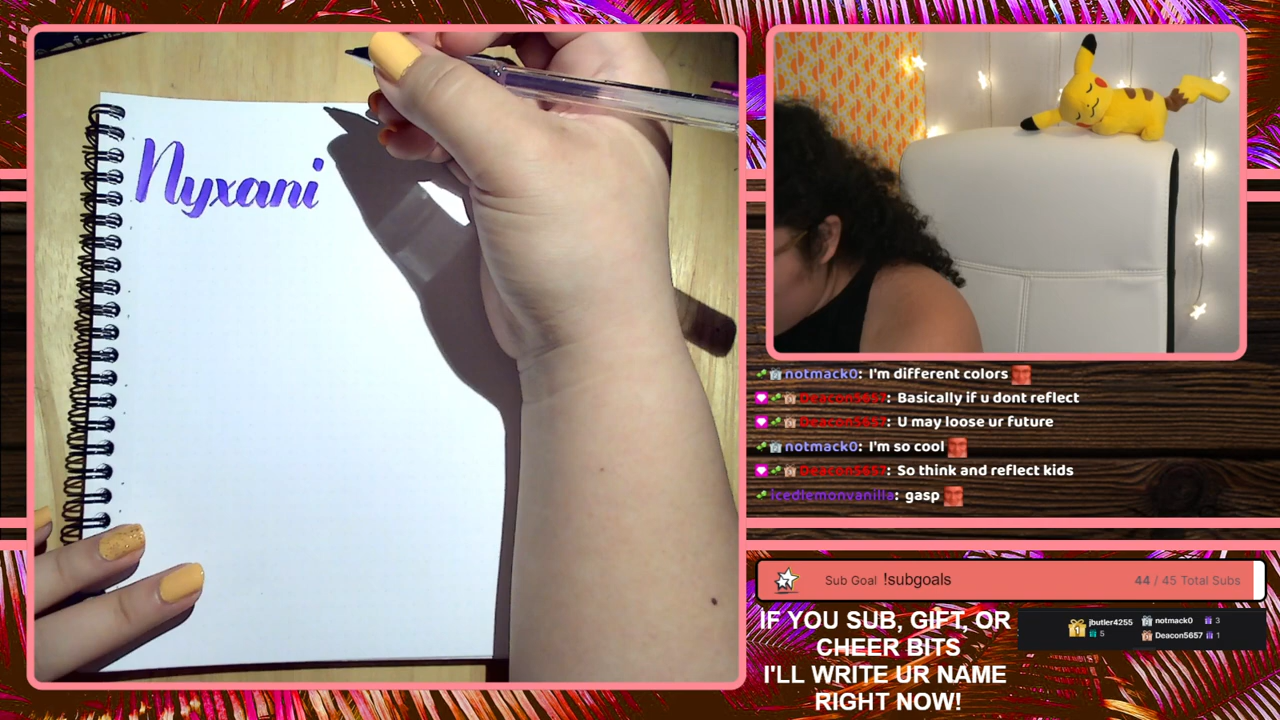 Nyxani
notmack0: I'm different colors
Deacon5657: Basically if u dont reflect
Deacon5657: U may loose ur future
notmack0: I'm so cool
Deacon5657: So think and reflect kids
icedlemonvanilla: gasp
Sub Goal !subgoals 44 / 45 Total Subs
IF YOU SUB, GIFT, OR
CHEER BITS
I'LL WRITE UR NAME
RIGHT NOW!
1 jbutler4255 5
notmack0 3
Deacon5657 1